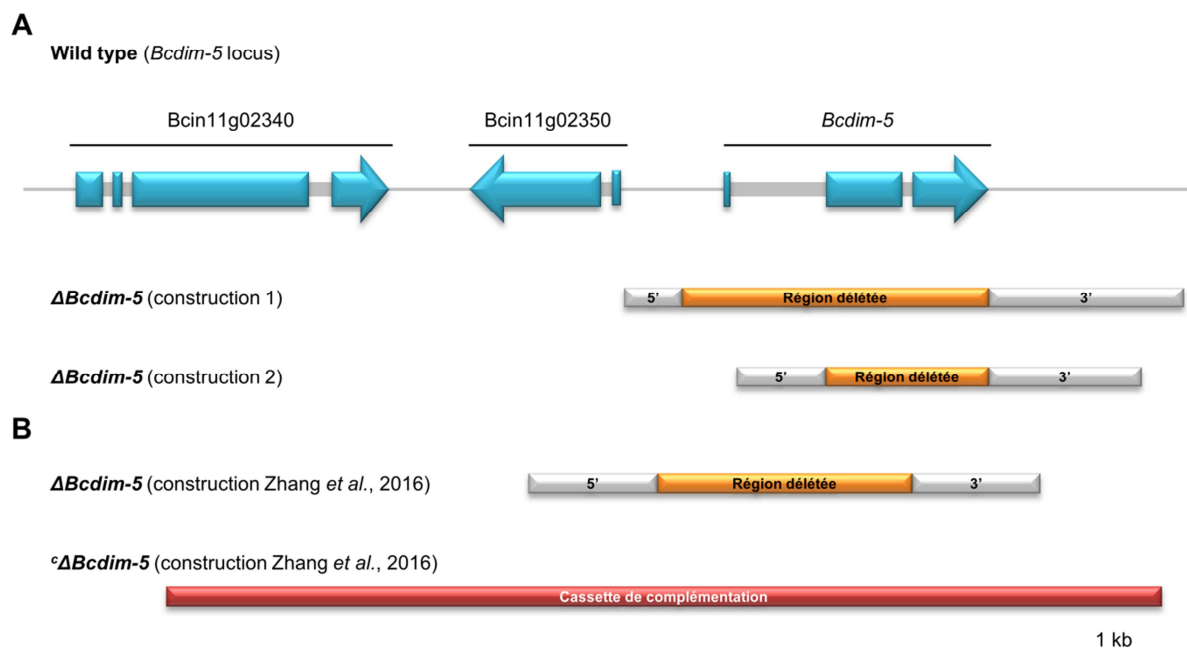 A
Wild type (Bcdim-5 locus)
Bcin11g02340 Bcin11g02350 Bcdim-5
ΔBcdim-5 (construction 1)
5' Région délétée 3'
ΔBcdim-5 (construction 2)
5' Région délétée 3'
B
ΔBcdim-5 (construction Zhang et al., 2016)
5' Région délétée 3'
cΔBcdim-5 (construction Zhang et al., 2016)
Cassette de complémentation
1 kb